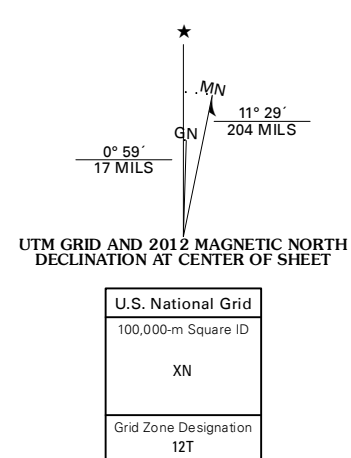 ★
MN
GN
11° 29´
204 MILS
0° 59´
17 MILS
UTM GRID AND 2012 MAGNETIC NORTH
DECLINATION AT CENTER OF SHEET
U.S. National Grid
100,000-m Square ID
XN
Grid Zone Designation
12T